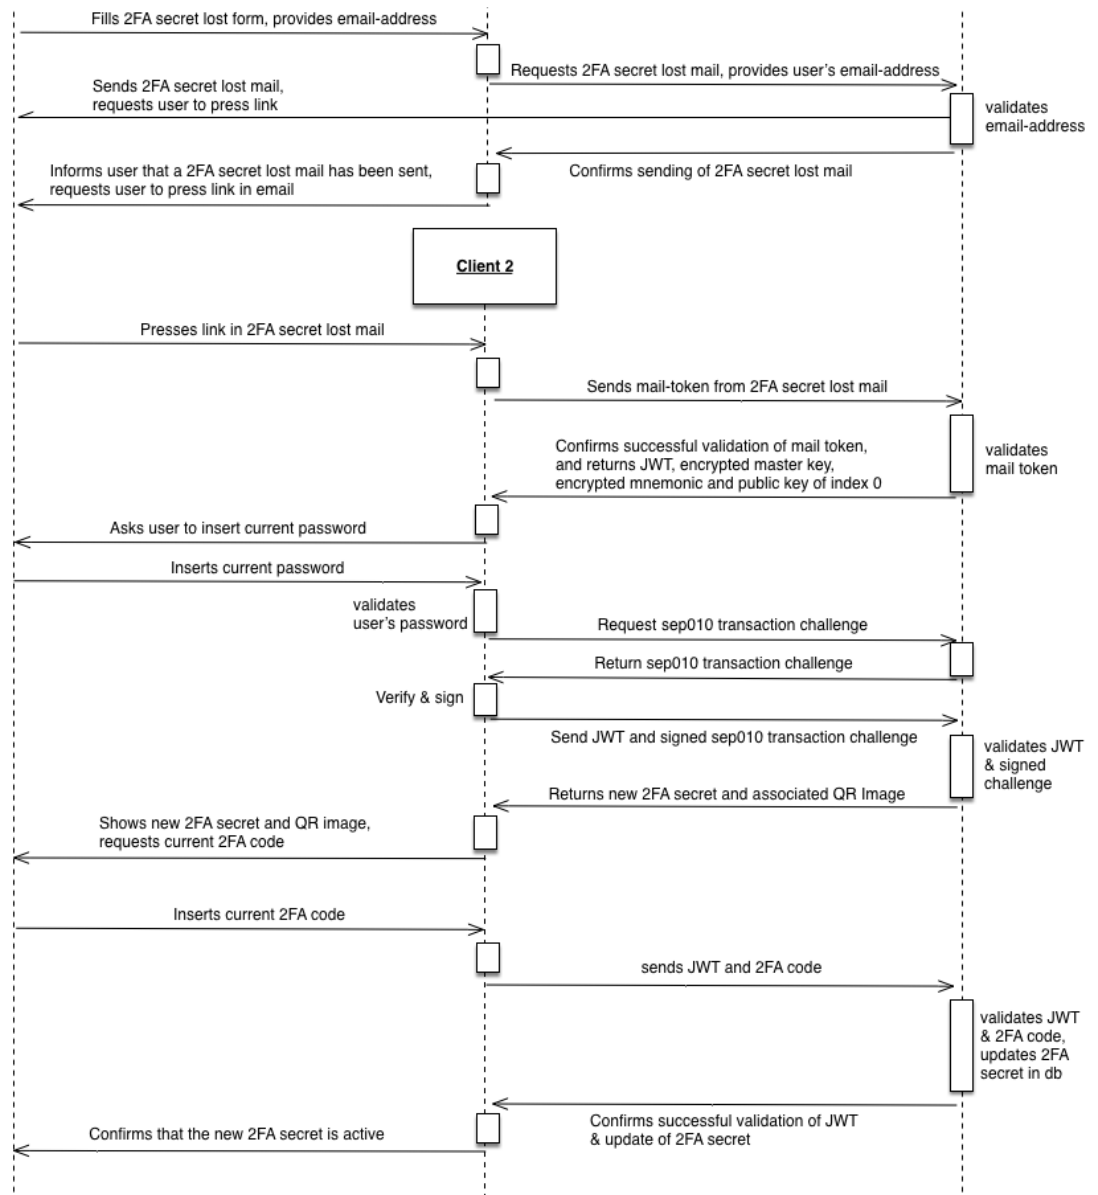 Fills 2FA secret lost form, provides email-address
Requests 2FA secret lost mail, provides user's email-address
Sends 2FA secret lost mail,
requests user to press link
validates
email-address
Informs user that a 2FA secret lost mail has been sent,
requests user to press link in email
Confirms sending of 2FA secret lost mail
Client 2
Presses link in 2FA secret lost mail
Sends mail-token from 2FA secret lost mail
Confirms successful validation of mail token,
and returns JWT, encrypted master key,
encrypted mnemonic and public key of index 0
validates
mail token
Asks user to insert current password
Inserts current password
validates
user's password
Request sep010 transaction challenge
Return sep010 transaction challenge
Verify & sign
Send JWT and signed sep010 transaction challenge
validates JWT
& signed
challenge
Returns new 2FA secret and associated QR Image
Shows new 2FA secret and QR image,
requests current 2FA code
Inserts current 2FA code
sends JWT and 2FA code
validates JWT
& 2FA code,
updates 2FA
secret in db
Confirms successful validation of JWT
& update of 2FA secret
Confirms that the new 2FA secret is active